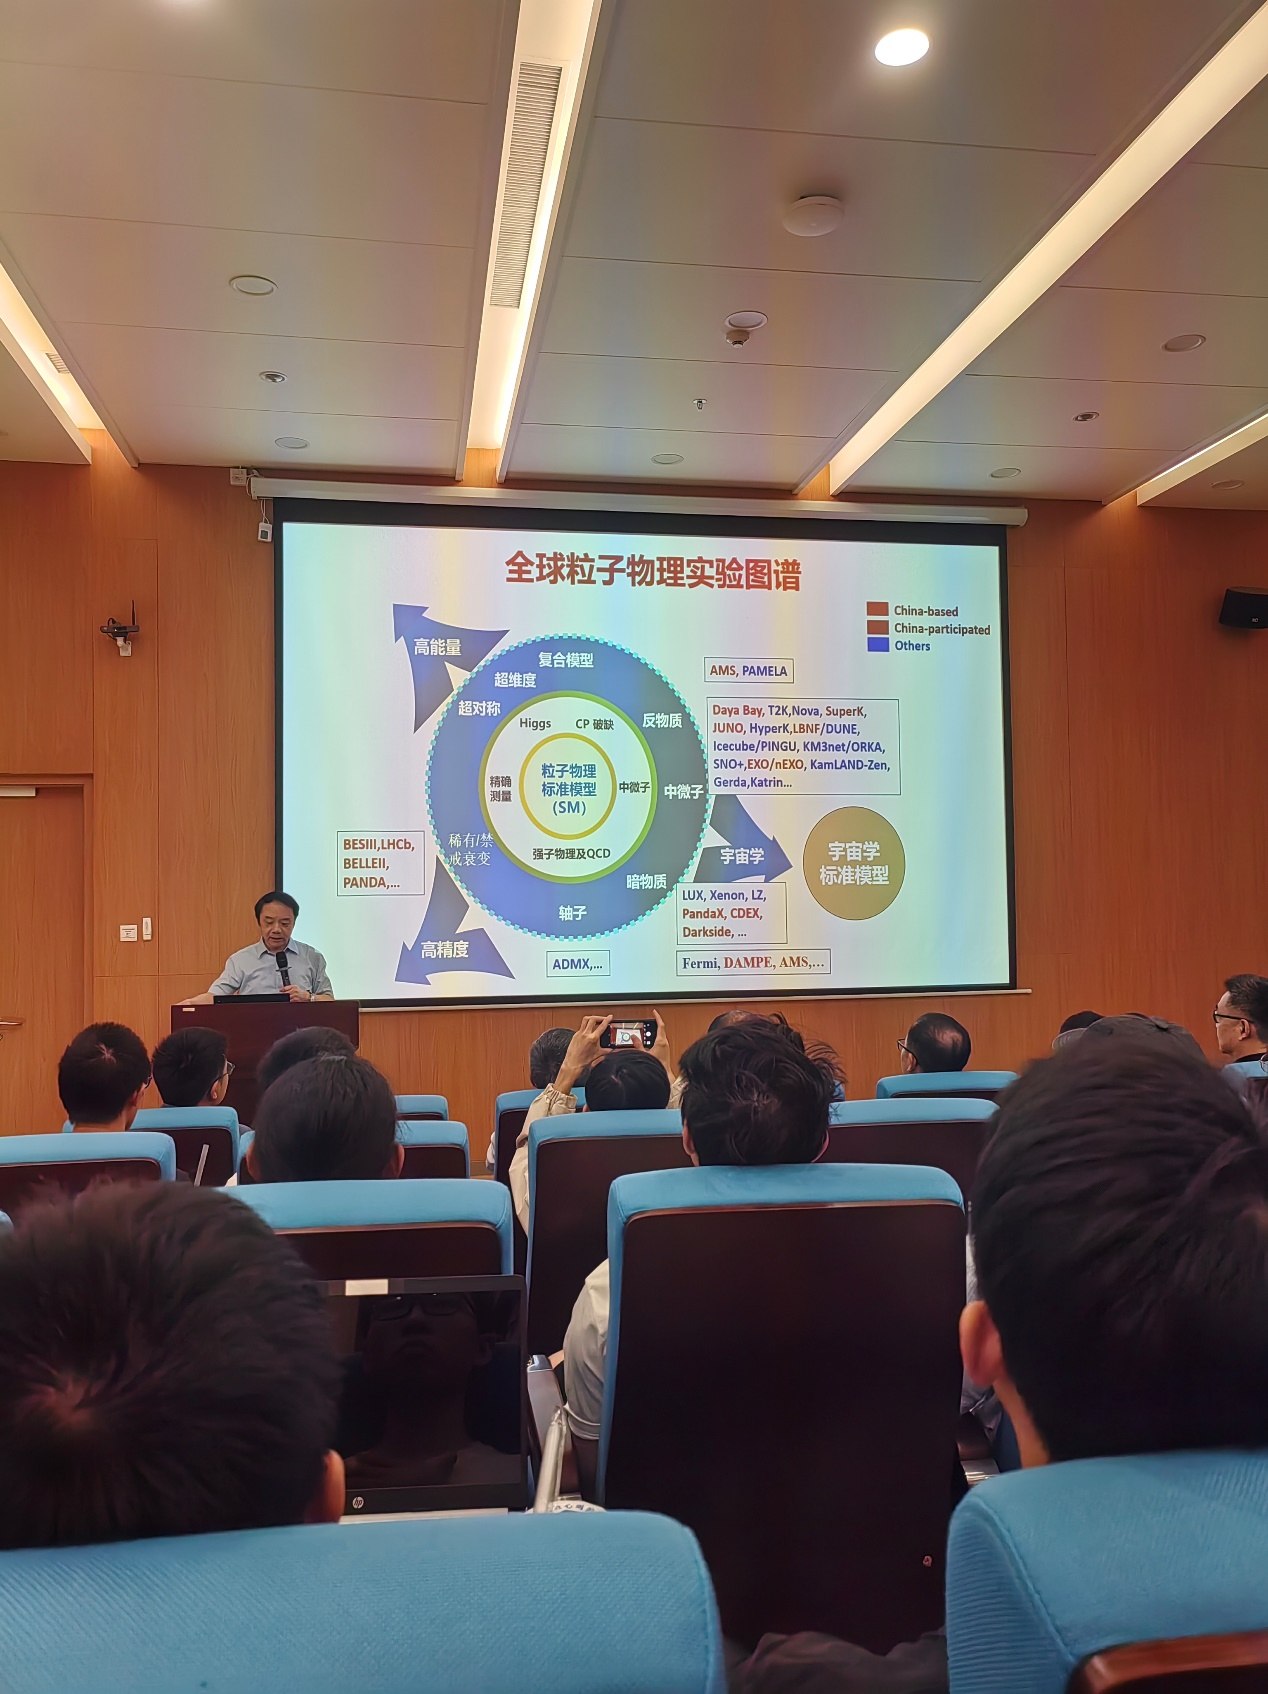 全球粒子物理实验图谱
China-based
China-participated
Others
高能量
复合模型
超维度
超对称
反物质
Higgs
CP 破缺
精确
测量
粒子物理
标准模型
(SM)
中微子
中微子
稀有/禁
戒衰变
强子物理及QCD
暗物质
轴子
宇宙学
宇宙学
标准模型
高精度
AMS, PAMELA
Daya Bay, T2K,Nova, SuperK,
JUNO, HyperK,LBNF/DUNE,
Icecube/PINGU, KM3net/ORKA,
SNO+,EXO/nEXO, KamLAND-Zen,
Gerda,Katrin...
BESIII,LHCb,
BELLEII,
PANDA,...
LUX, Xenon, LZ,
PandaX, CDEX,
Darkside, ...
ADMX,...
Fermi, DAMPE, AMS,...
hp